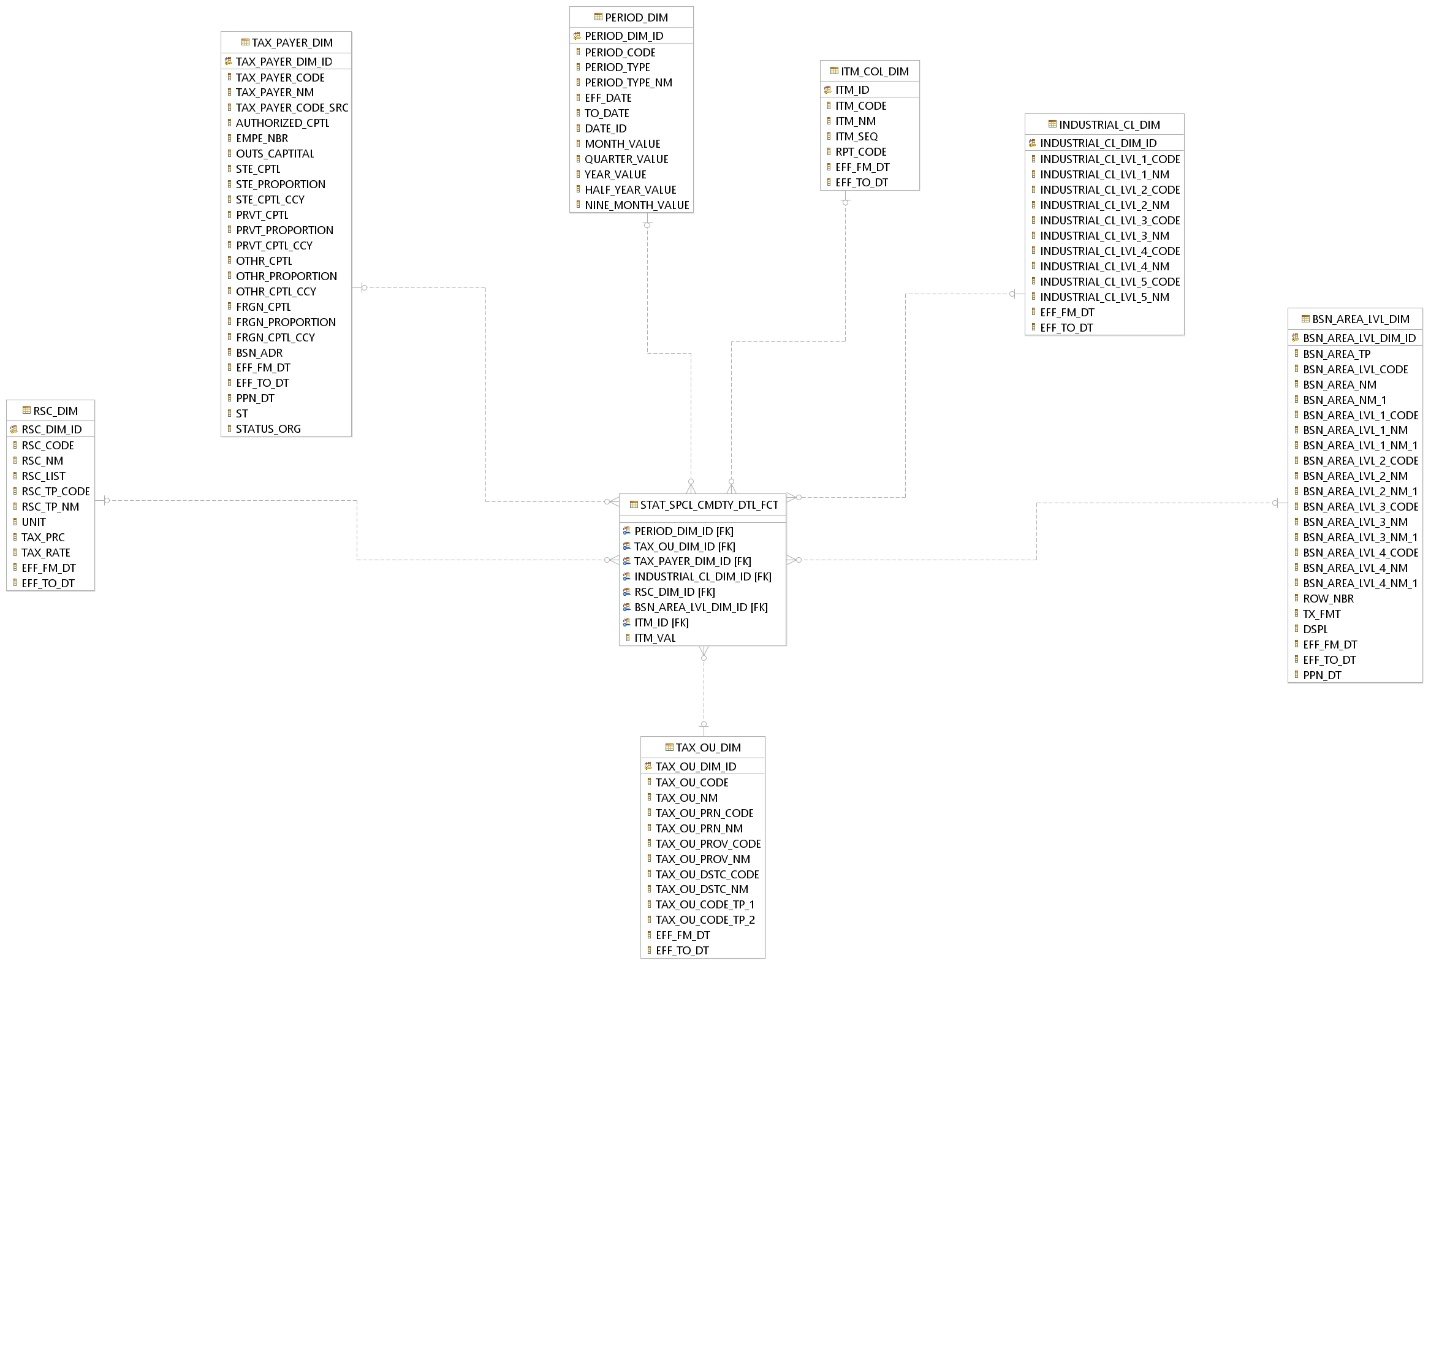 PERIOD_DIM
PERIOD_DIM_ID
PERIOD_CODE
PERIOD_TYPE
PERIOD_TYPE_NM
EFF_DATE
TO_DATE
DATE_ID
MONTH_VALUE
QUARTER_VALUE
YEAR_VALUE
HALF_YEAR_VALUE
NINE_MONTH_VALUE
TAX_PAYER_DIM
TAX_PAYER_DIM_ID
TAX_PAYER_CODE
TAX_PAYER_NM
TAX_PAYER_CODE_SRC
AUTHORIZED_CPTL
EMPE_NBR
OUTS_CAPTITAL
STE_CPTL
STE_PROPORTION
STE_CPTL_CCY
PRVT_CPTL
PRVT_PROPORTION
PRVT_CPTL_CCY
OTHR_CPTL
OTHR_PROPORTION
OTHR_CPTL_CCY
FRGN_CPTL
FRGN_PROPORTION
FRGN_CPTL_CCY
BSN_ADR
EFF_FM_DT
EFF_TO_DT
PPN_DT
ST
STATUS_ORG
ITM_COL_DIM
ITM_ID
ITM_CODE
ITM_NM
ITM_SEQ
RPT_CODE
EFF_FM_DT
EFF_TO_DT
INDUSTRIAL_CL_DIM
INDUSTRIAL_CL_DIM_ID
INDUSTRIAL_CL_LVL_1_CODE
INDUSTRIAL_CL_LVL_1_NM
INDUSTRIAL_CL_LVL_2_CODE
INDUSTRIAL_CL_LVL_2_NM
INDUSTRIAL_CL_LVL_3_CODE
INDUSTRIAL_CL_LVL_3_NM
INDUSTRIAL_CL_LVL_4_CODE
INDUSTRIAL_CL_LVL_4_NM
INDUSTRIAL_CL_LVL_5_CODE
INDUSTRIAL_CL_LVL_5_NM
EFF_FM_DT
EFF_TO_DT
BSN_AREA_LVL_DIM
BSN_AREA_LVL_DIM_ID
BSN_AREA_TP
BSN_AREA_LVL_CODE
BSN_AREA_NM
BSN_AREA_NM_1
BSN_AREA_LVL_1_CODE
BSN_AREA_LVL_1_NM
BSN_AREA_LVL_1_NM_1
BSN_AREA_LVL_2_CODE
BSN_AREA_LVL_2_NM
BSN_AREA_LVL_2_NM_1
BSN_AREA_LVL_3_CODE
BSN_AREA_LVL_3_NM
BSN_AREA_LVL_3_NM_1
BSN_AREA_LVL_4_CODE
BSN_AREA_LVL_4_NM
BSN_AREA_LVL_4_NM_1
ROW_NBR
TX_FMT
DSPL
EFF_FM_DT
EFF_TO_DT
PPN_DT
RSC_DIM
RSC_DIM_ID
RSC_CODE
RSC_NM
RSC_LIST
RSC_TP_CODE
RSC_TP_NM
UNIT
TAX_PRC
TAX_RATE
EFF_FM_DT
EFF_TO_DT
STAT_SPCL_CMDTY_DTL_FCT
PERIOD_DIM_ID [FK]
TAX_OU_DIM_ID [FK]
TAX_PAYER_DIM_ID [FK]
INDUSTRIAL_CL_DIM_ID [FK]
RSC_DIM_ID [FK]
BSN_AREA_LVL_DIM_ID [FK]
ITM_ID [FK]
ITM_VAL
TAX_OU_DIM
TAX_OU_DIM_ID
TAX_OU_CODE
TAX_OU_NM
TAX_OU_PRN_CODE
TAX_OU_PRN_NM
TAX_OU_PROV_CODE
TAX_OU_PROV_NM
TAX_OU_DSTC_CODE
TAX_OU_DSTC_NM
TAX_OU_CODE_TP_1
TAX_OU_CODE_TP_2
EFF_FM_DT
EFF_TO_DT